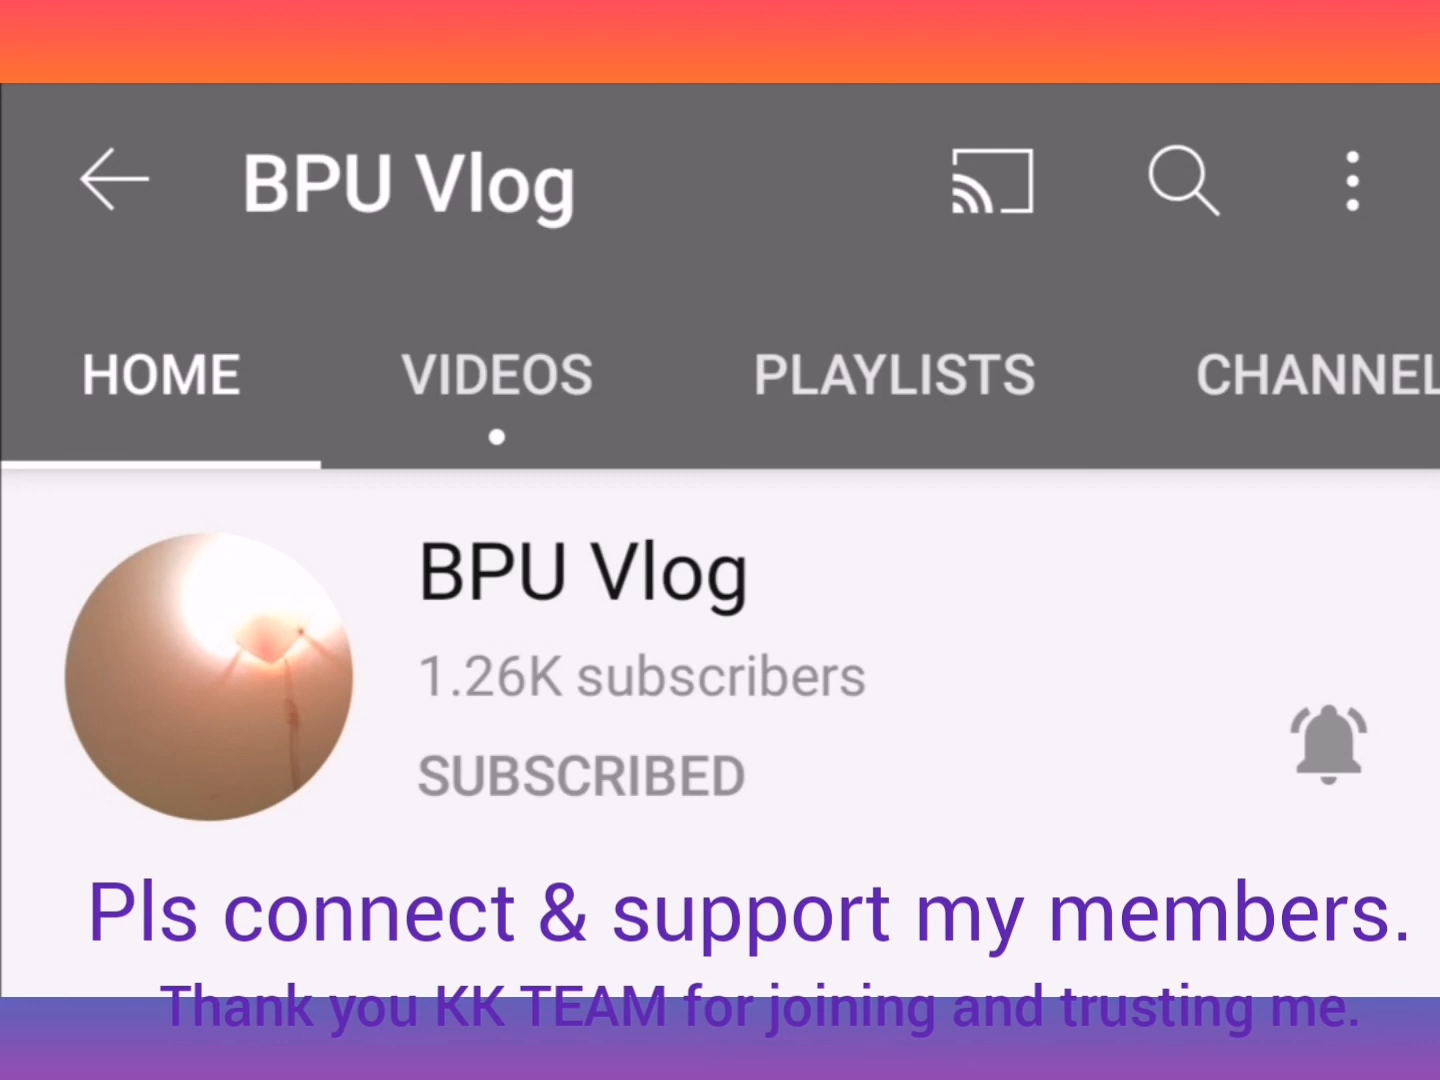 BPU Vlog
HOME VIDEOS PLAYLISTS CHANNEL
BPU Vlog
1.26K subscribers
SUBSCRIBED
Pls connect & support my members.
Thank you KK TEAM for joining and trusting me.